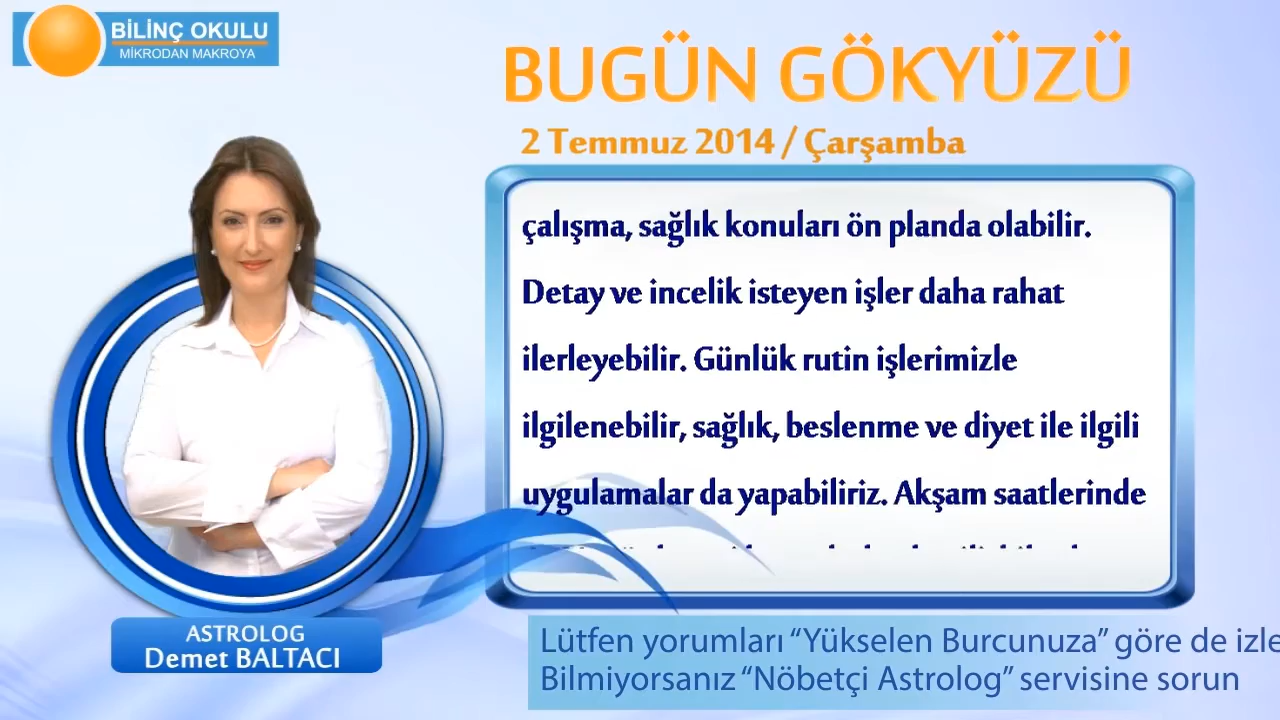 BİLİNÇ OKULU
MİKRODAN MAKROYA
BUGÜN GÖKYÜZÜ
2 Temmuz 2014 / Çarşamba
çalışma, sağlık konuları ön planda olabilir.
Detay ve incelik isteyen işler daha rahat
ilerleyebilir. Günlük rutin işlerimizle
ilgilenebilir, sağlık, beslenme ve diyet ile ilgili
uygulamalar da yapabiliriz. Akşam saatlerinde
ASTROLOG
Demet BALTACI
Lütfen yorumları “Yükselen Burcunuza” göre de izle
Bilmiyorsanız “Nöbetçi Astrolog” servisine sorun